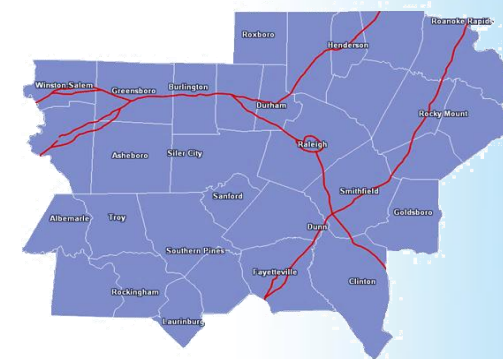 Roanoke Rapids
Roxboro
Henderson
Winston Salem
Greensboro
Burlington
Durham
Rocky Mount
Raleigh
Asheboro
Siler City
Smithfield
Sanford
Goldsboro
Albemarle
Troy
Dunn
Southern Pines
Fayetteville
Clinton
Rockingham
Laurinburg